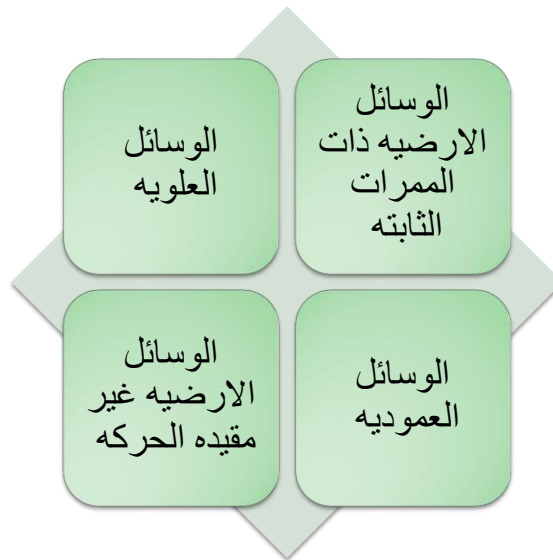 الوسائل
الارضيه ذات
الممرات
الثابته
الوسائل
العلويه
الوسائل
العموديه
الوسائل
الارضيه غير
مقيده الحركه